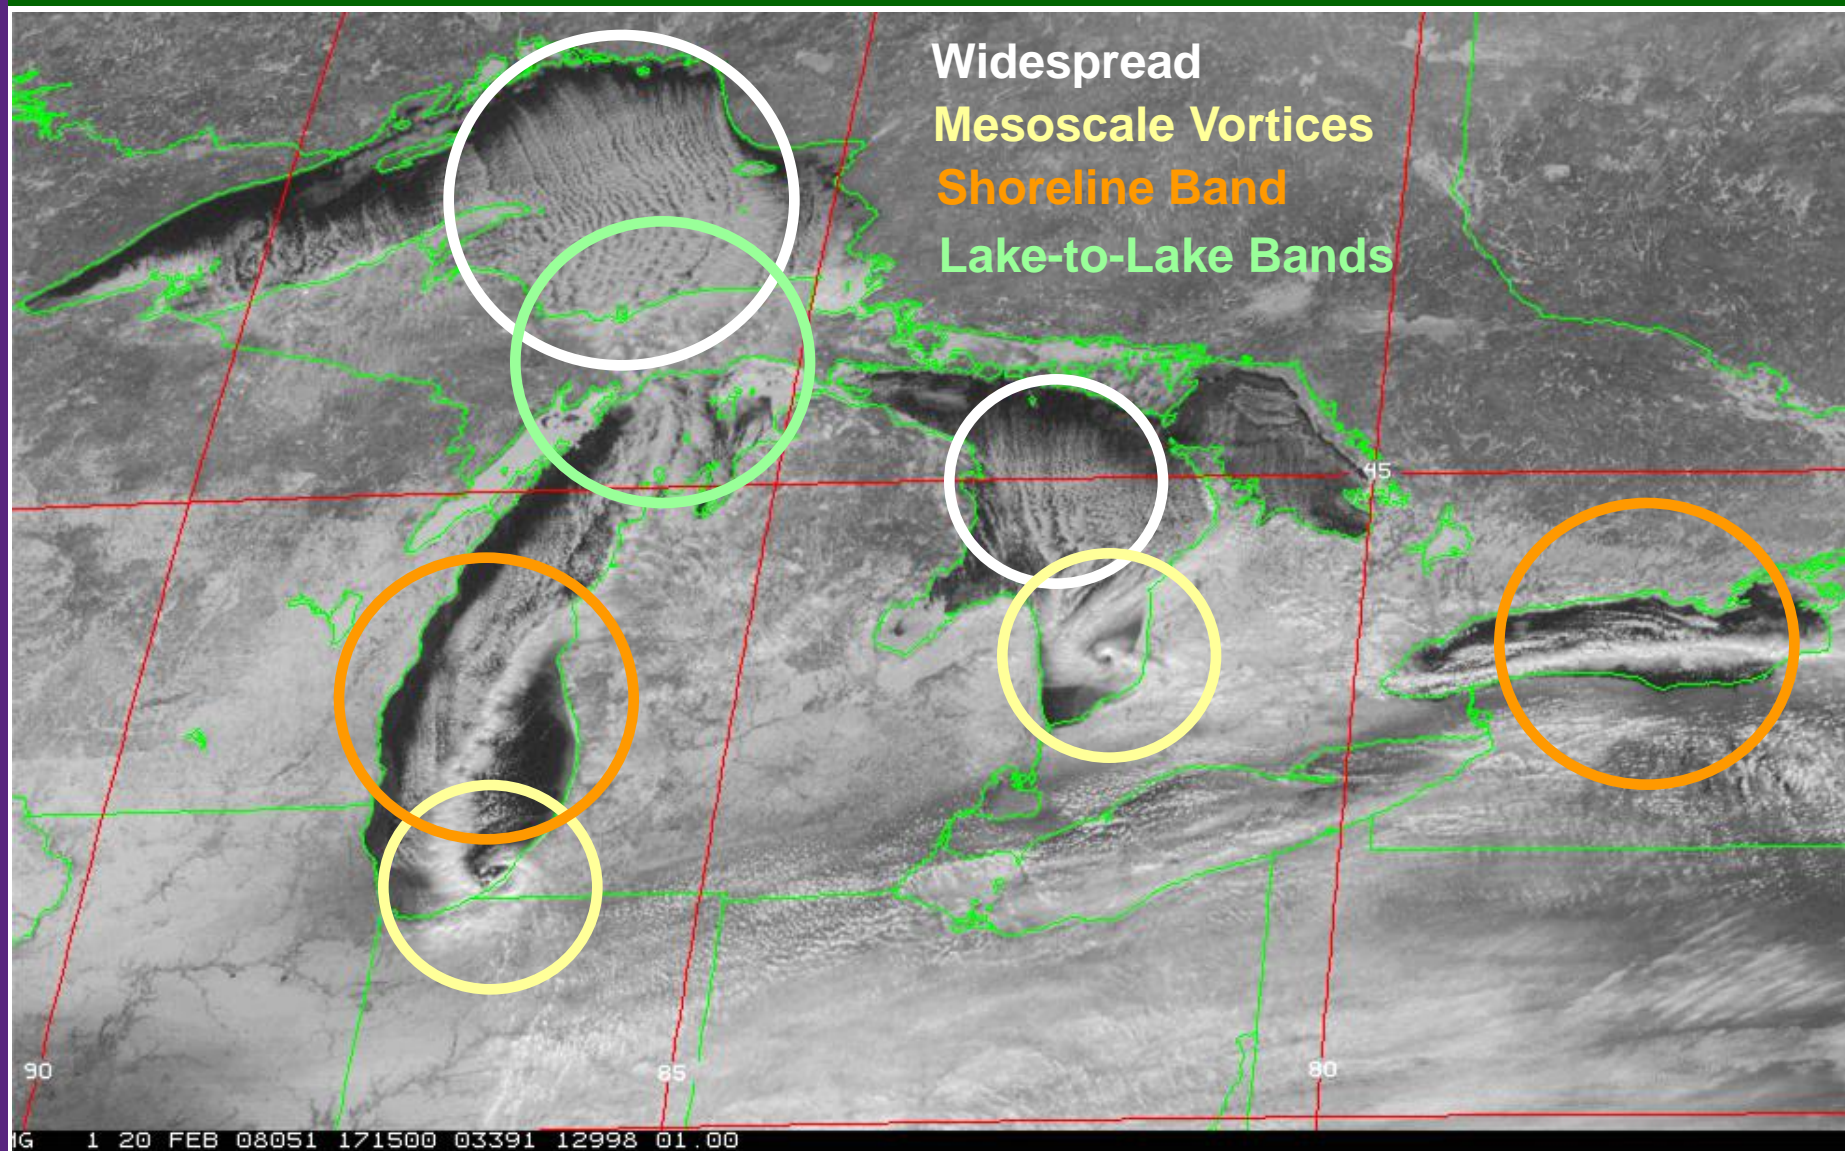 Widespread
Mesoscale Vortices
Shoreline Band
Lake-to-Lake Bands
45
90
85
80
1 20 FEB 08051 171500 03391 12998 01.00